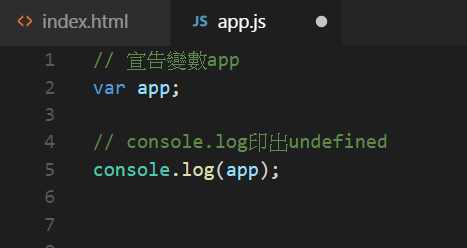 index.html
JS app.js
1 // 宣告變數app
2 var app;
3
4 // console.log印出undefined
5 console.log(app);
6
7